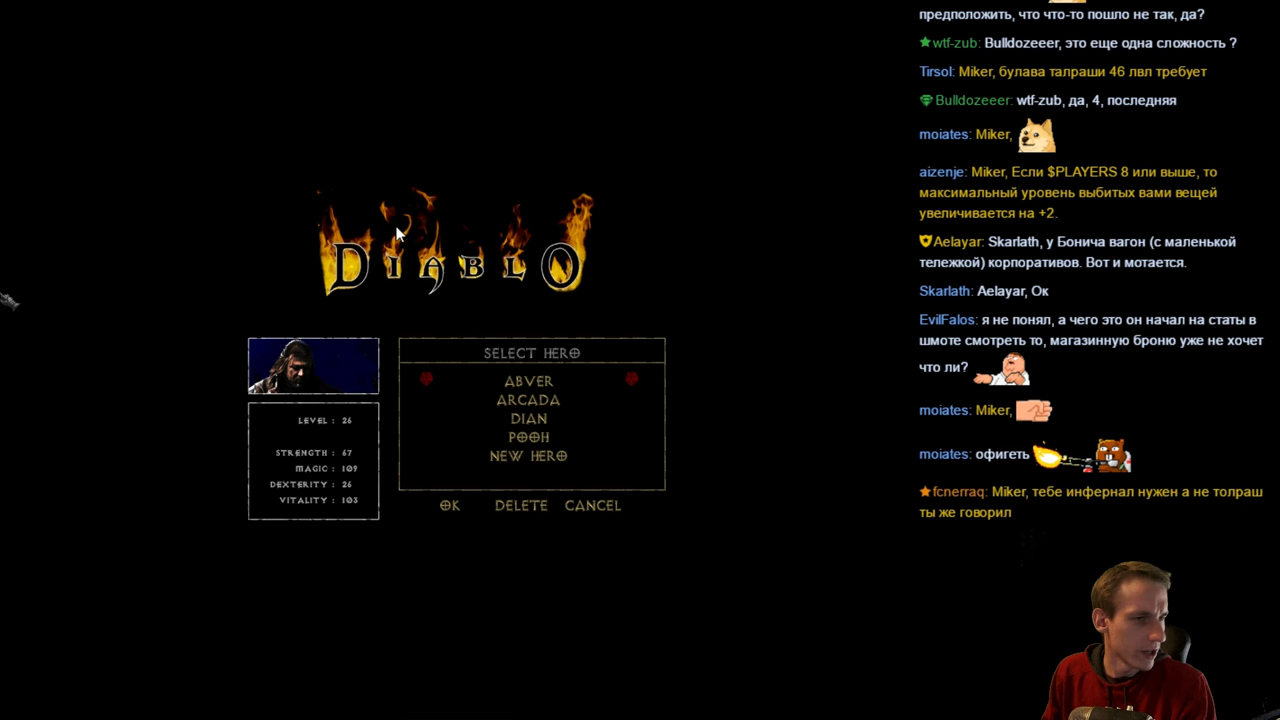 предположить, что что-то пошло не так, да?
wtf-zub: Bulldozeeer, это еще одна сложность ?
Tirsol: Miker, булава талраши 46 лвл требует
Bulldozeeer: wtf-zub, да, 4, последняя
moiates: Miker,
aizenje: Miker, Если $PLAYERS 8 или выше, то
максимальный уровень выбитых вами вещей
увеличивается на +2.
Aelayar: Skarlath, у Бонича вагон (с маленькой
тележкой) корпоративов. Вот и мотается.
Skarlath: Aelayar, Ок
EvilFalos: я не понял, а чего это он начал на статы в
шмоте смотреть то, магазинную броню уже не хочет
что ли?
moiates: Miker,
moiates: офигеть
fcnerraq: Miker, тебе инфернал нужен а не толраш
ты же говорил
DIABLO
SELECT HERO
ABVER
ARCADA
DIAN
POOH
NEW HERO
OK DELETE CANCEL
LEVEL : 26
STRENGTH : 67
MAGIC : 109
DEXTERITY : 26
VITALITY : 103